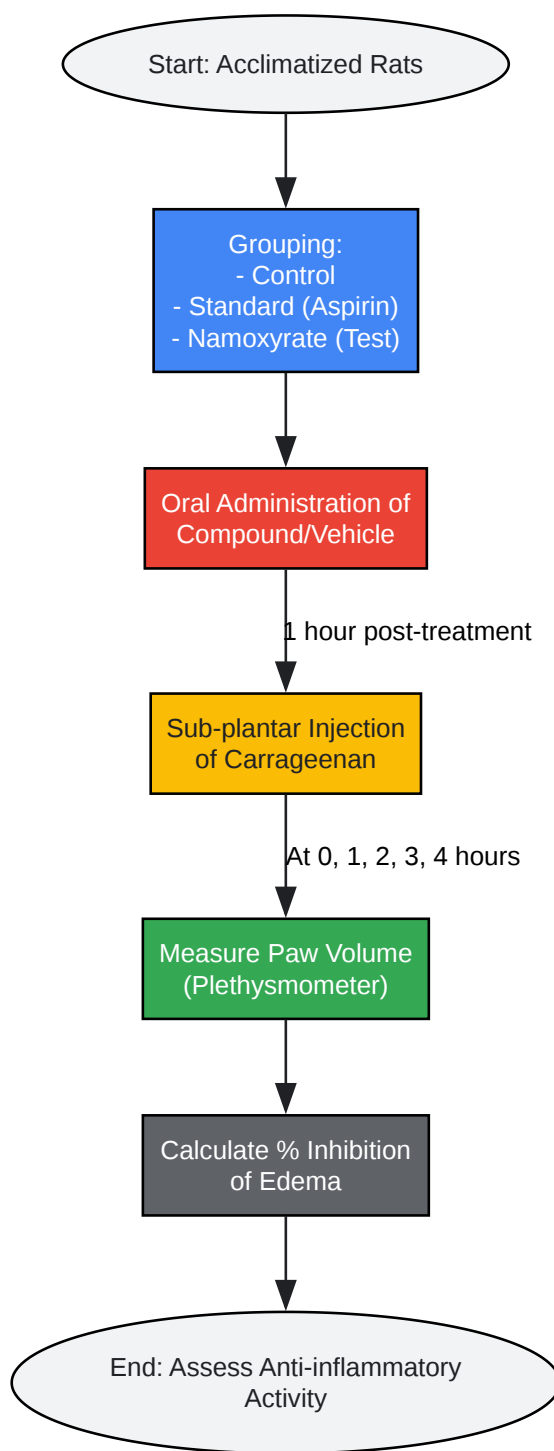 Start: Acclimatized Rats
Grouping:
- Control
- Standard (Aspirin)
- Namoxyrate (Test)
Oral Administration of
Compound/Vehicle
1 hour post-treatment
Sub-plantar Injection
of Carrageenan
At 0, 1, 2, 3, 4 hours
Measure Paw Volume
(Plethysmometer)
Calculate % Inhibition
of Edema
End: Assess Anti-inflammatory
Activity